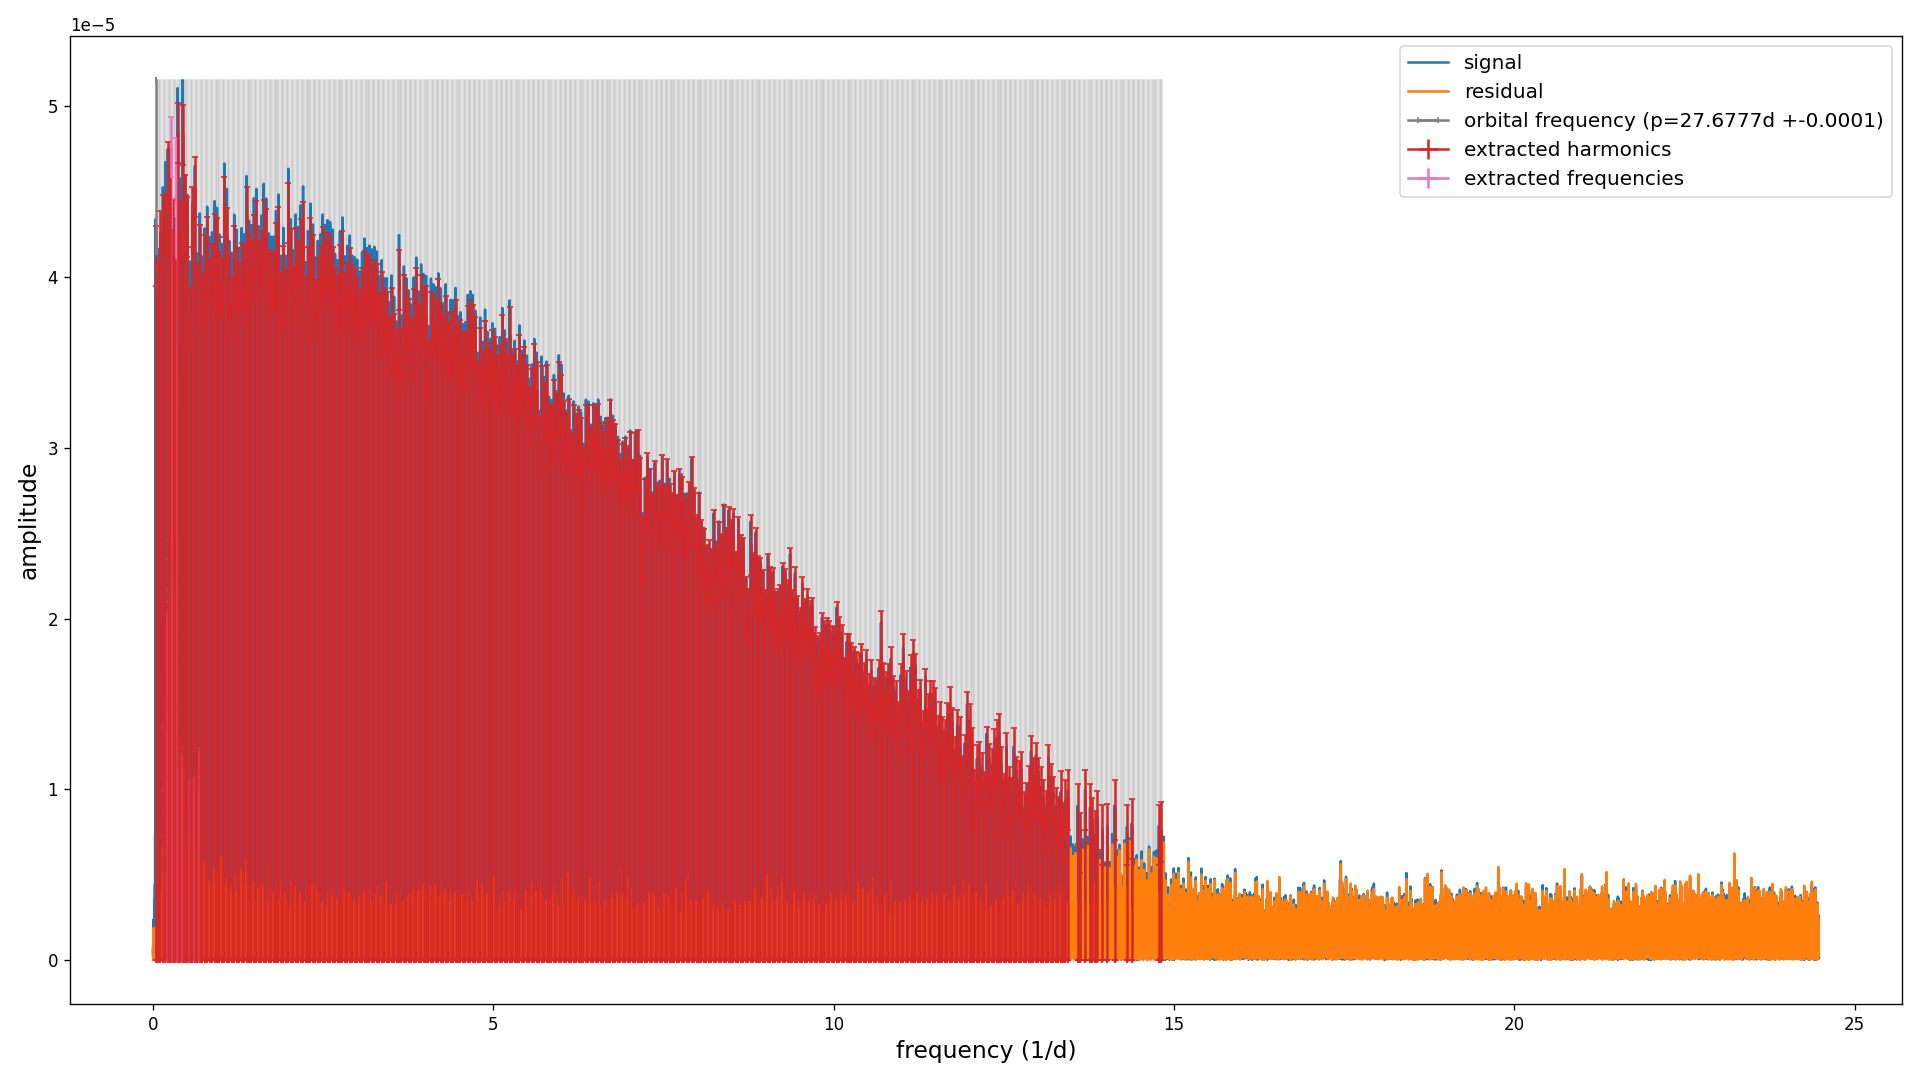 1e−5
signal
residual
orbital frequency (p=27.6777d +-0.0001)
extracted harmonics
extracted frequencies
amplitude
5
4
3
2
1
0
0
5
10
15
20
25
frequency (1/d)